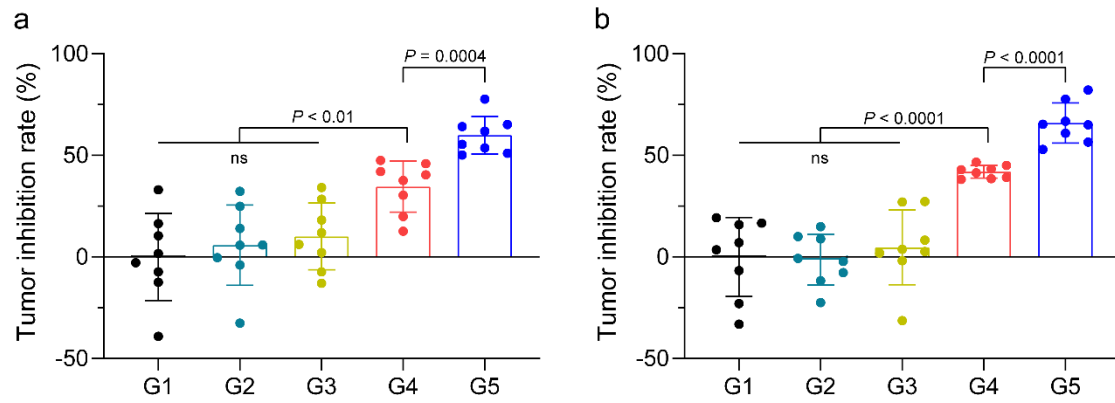 a
Tumor inhibition rate (%)
100
50
0
-50
P = 0.0004
P < 0.01
ns
G1 G2 G3 G4 G5
b
Tumor inhibition rate (%)
100
50
0
-50
P < 0.0001
P < 0.0001
ns
G1 G2 G3 G4 G5